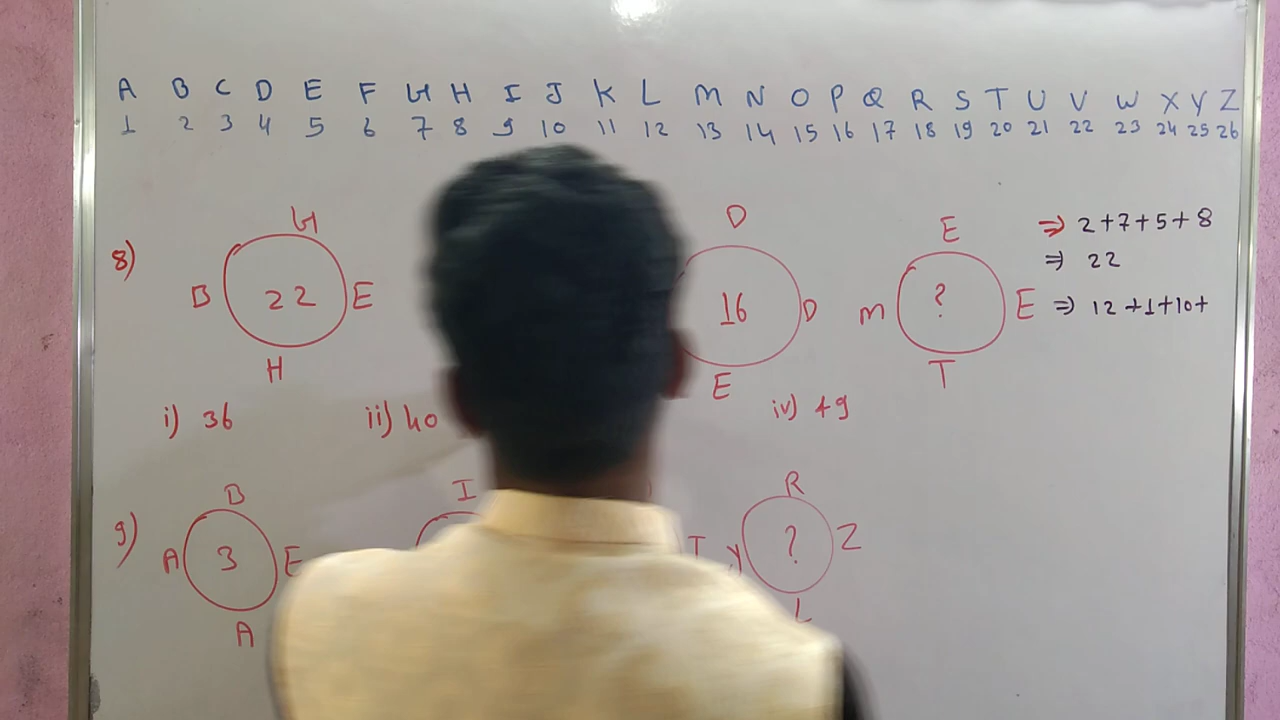 A B C D E F G H I J K L M N O P Q R S T U V W X Y Z
1 2 3 4 5 6 7 8 9 10 11 12 13 14 15 16 17 18 19 20 21 22 23 24 25 26
8)
G
B 22 E
H
D
16 D
E
E
M ? E
T
⇒ 2+7+5+8
⇒ 22
⇒ 12+1+10+
i) 36 ii) 40 iv) 49
9)
B
A 3 E
A
I
I
R
Y ? Z
L